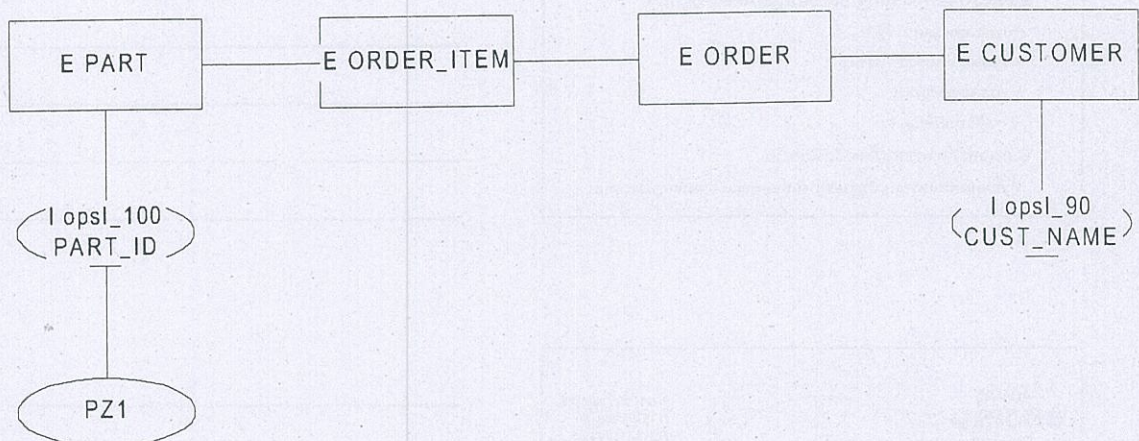 E PART
E ORDER_ITEM
E ORDER
E CUSTOMER
I opsl_100
PART_ID
I opsl_90
CUST_NAME
PZ1